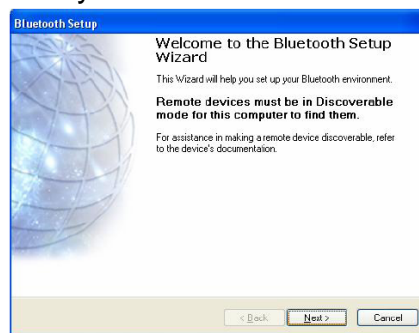 Bluetooth Setup
Welcome to the Bluetooth Setup
Wizard
This Wizard will help you set up your Bluetooth environment.
Remote devices must be in Discoverable
mode for this computer to find them.
For assistance in making a remote device discoverable, refer
to the device's documentation.
< Back Next > Cancel